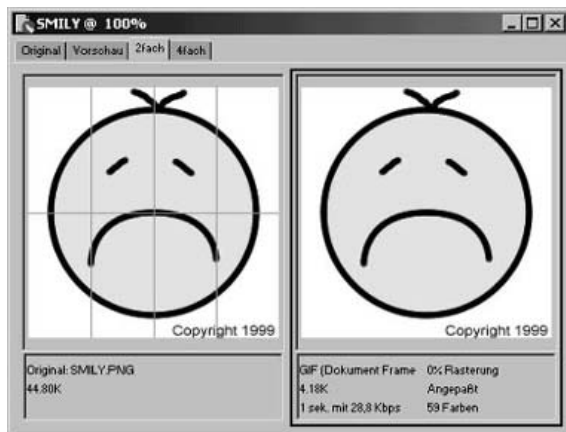 SMILY @ 100%
Original Vorschau 2fach 4fach
Copyright 1999
Copyright 1999
Original: SMILY.PNG
44.80K
GIF (Dokument Frame 0% Rasterung
4.18K Angepaßt
1 sek. mit 28,8 Kbps 59 Farben